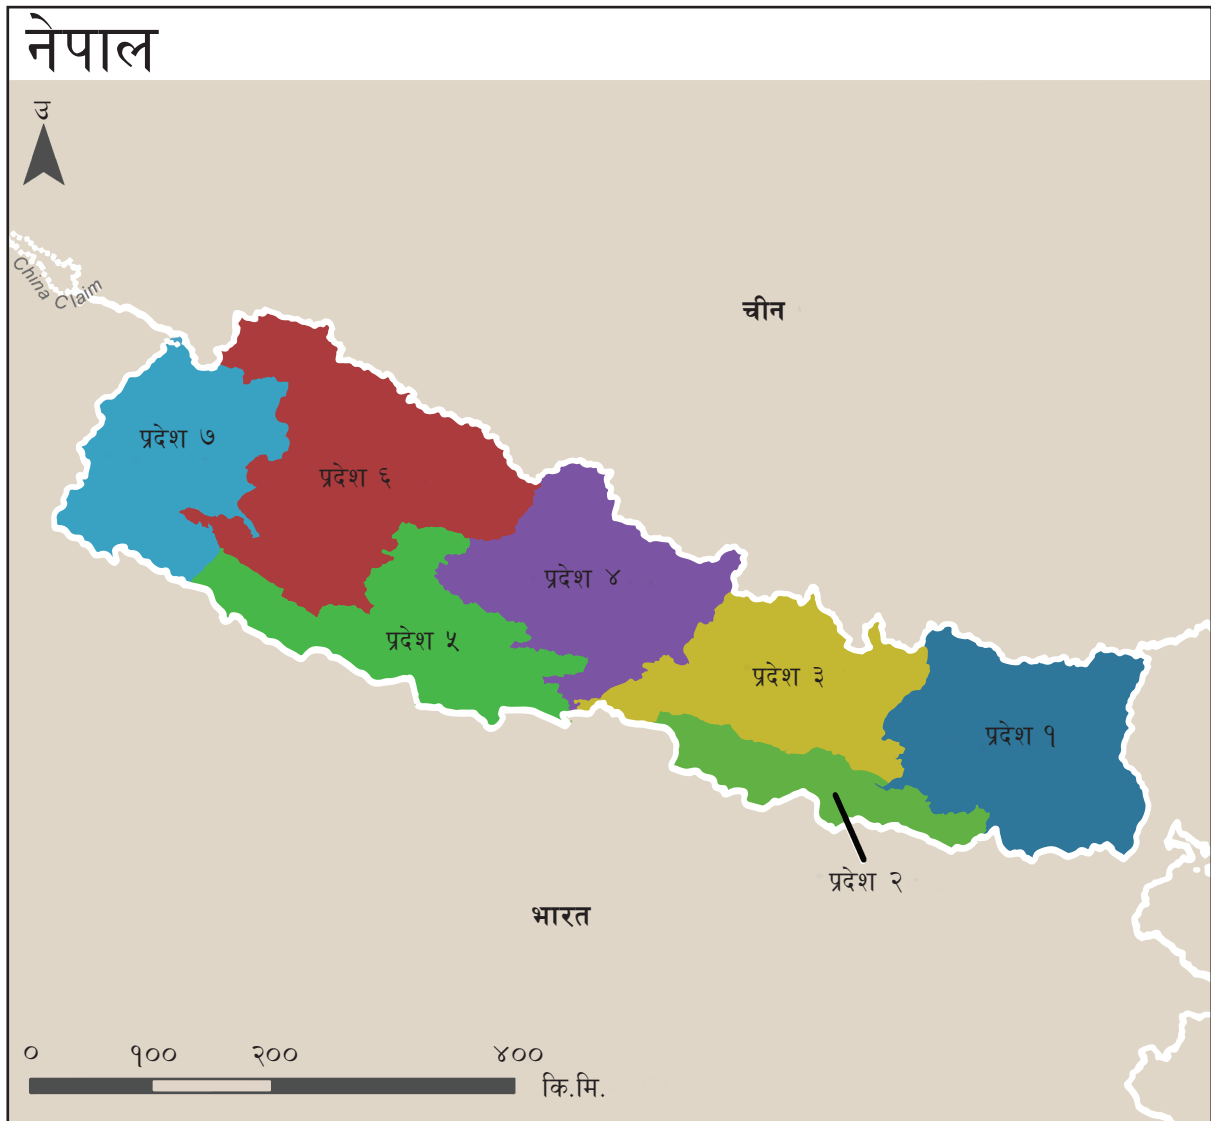 नेपाल
उ
China Claim
चीन
प्रदेश ७
प्रदेश ६
प्रदेश ४
प्रदेश ५
प्रदेश ३
प्रदेश १
प्रदेश २
भारत
० १०० २०० ४००
कि.मि.